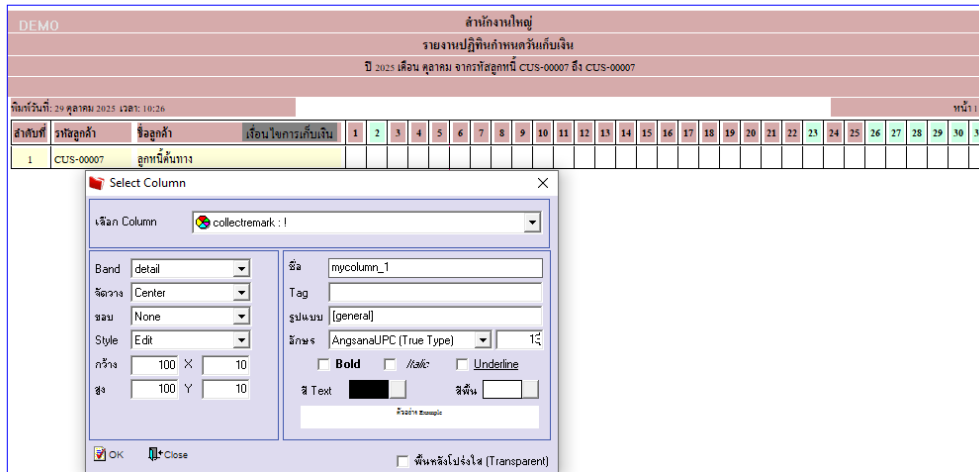 DEMO
สำนักงานใหญ่
รายงานปฏิทินกำหนดวันเก็บเงิน
ปี 2025 เดือน ตุลาคม จากรหัสลูกหนี้ CUS-00007 ถึง CUS-00007
พิมพ์วันที่: 29 ตุลาคม 2025 เวลา: 10:26 หน้า 1
ลำดับที่ รหัสลูกค้า ชื่อลูกค้า เงื่อนไขการเก็บเงิน 1 2 3 4 5 6 7 8 9 10 11 12 13 14 15 16 17 18 19 20 21 22 23 24 25 26 27 28 29 30 3
1 CUS-00007 ลูกหนี้ต้นทาง
Select Column
เลือก Column collectremark : !
Band detail
จัดวาง Center
ขอบ None
Style Edit
กว้าง 100 X 10
สูง 100 Y 10
ชื่อ mycolumn_1
Tag
รูปแบบ [general]
อักษร AngsanaUPC (True Type)
Bold Italic Underline
สี Text สีพื้น
ตัวอย่าง Example
OK Close
พื้นหลังโปร่งใส (Transparent)